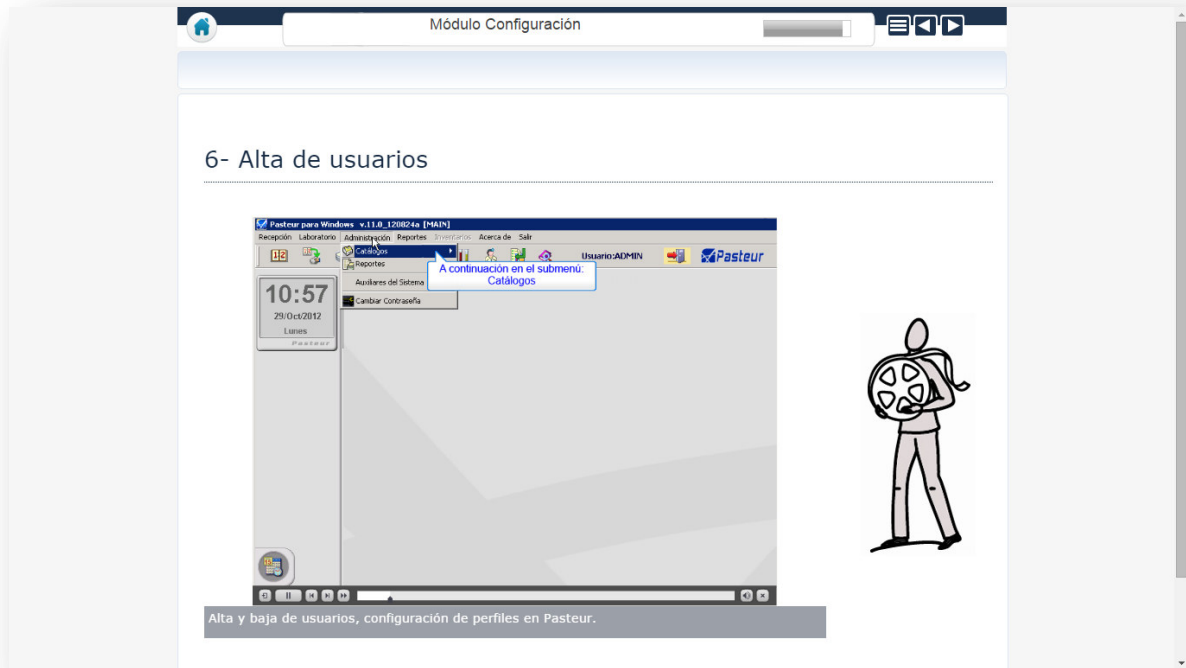 Módulo Configuración
6- Alta de usuarios
Pasteur para Windows v.11.0_120824a [MAIN]
Recepción Laboratorio Administración Reportes Inventarios Acerca de Salir
Catálogos
Reportes
Auxiliares del Sistema
Cambiar Contraseña
A continuación en el submenú:
Catálogos
Usuario:ADMIN
Pasteur
10:57
29/Oct/2012
Lunes
Pasteur
Alta y baja de usuarios, configuración de perfiles en Pasteur.